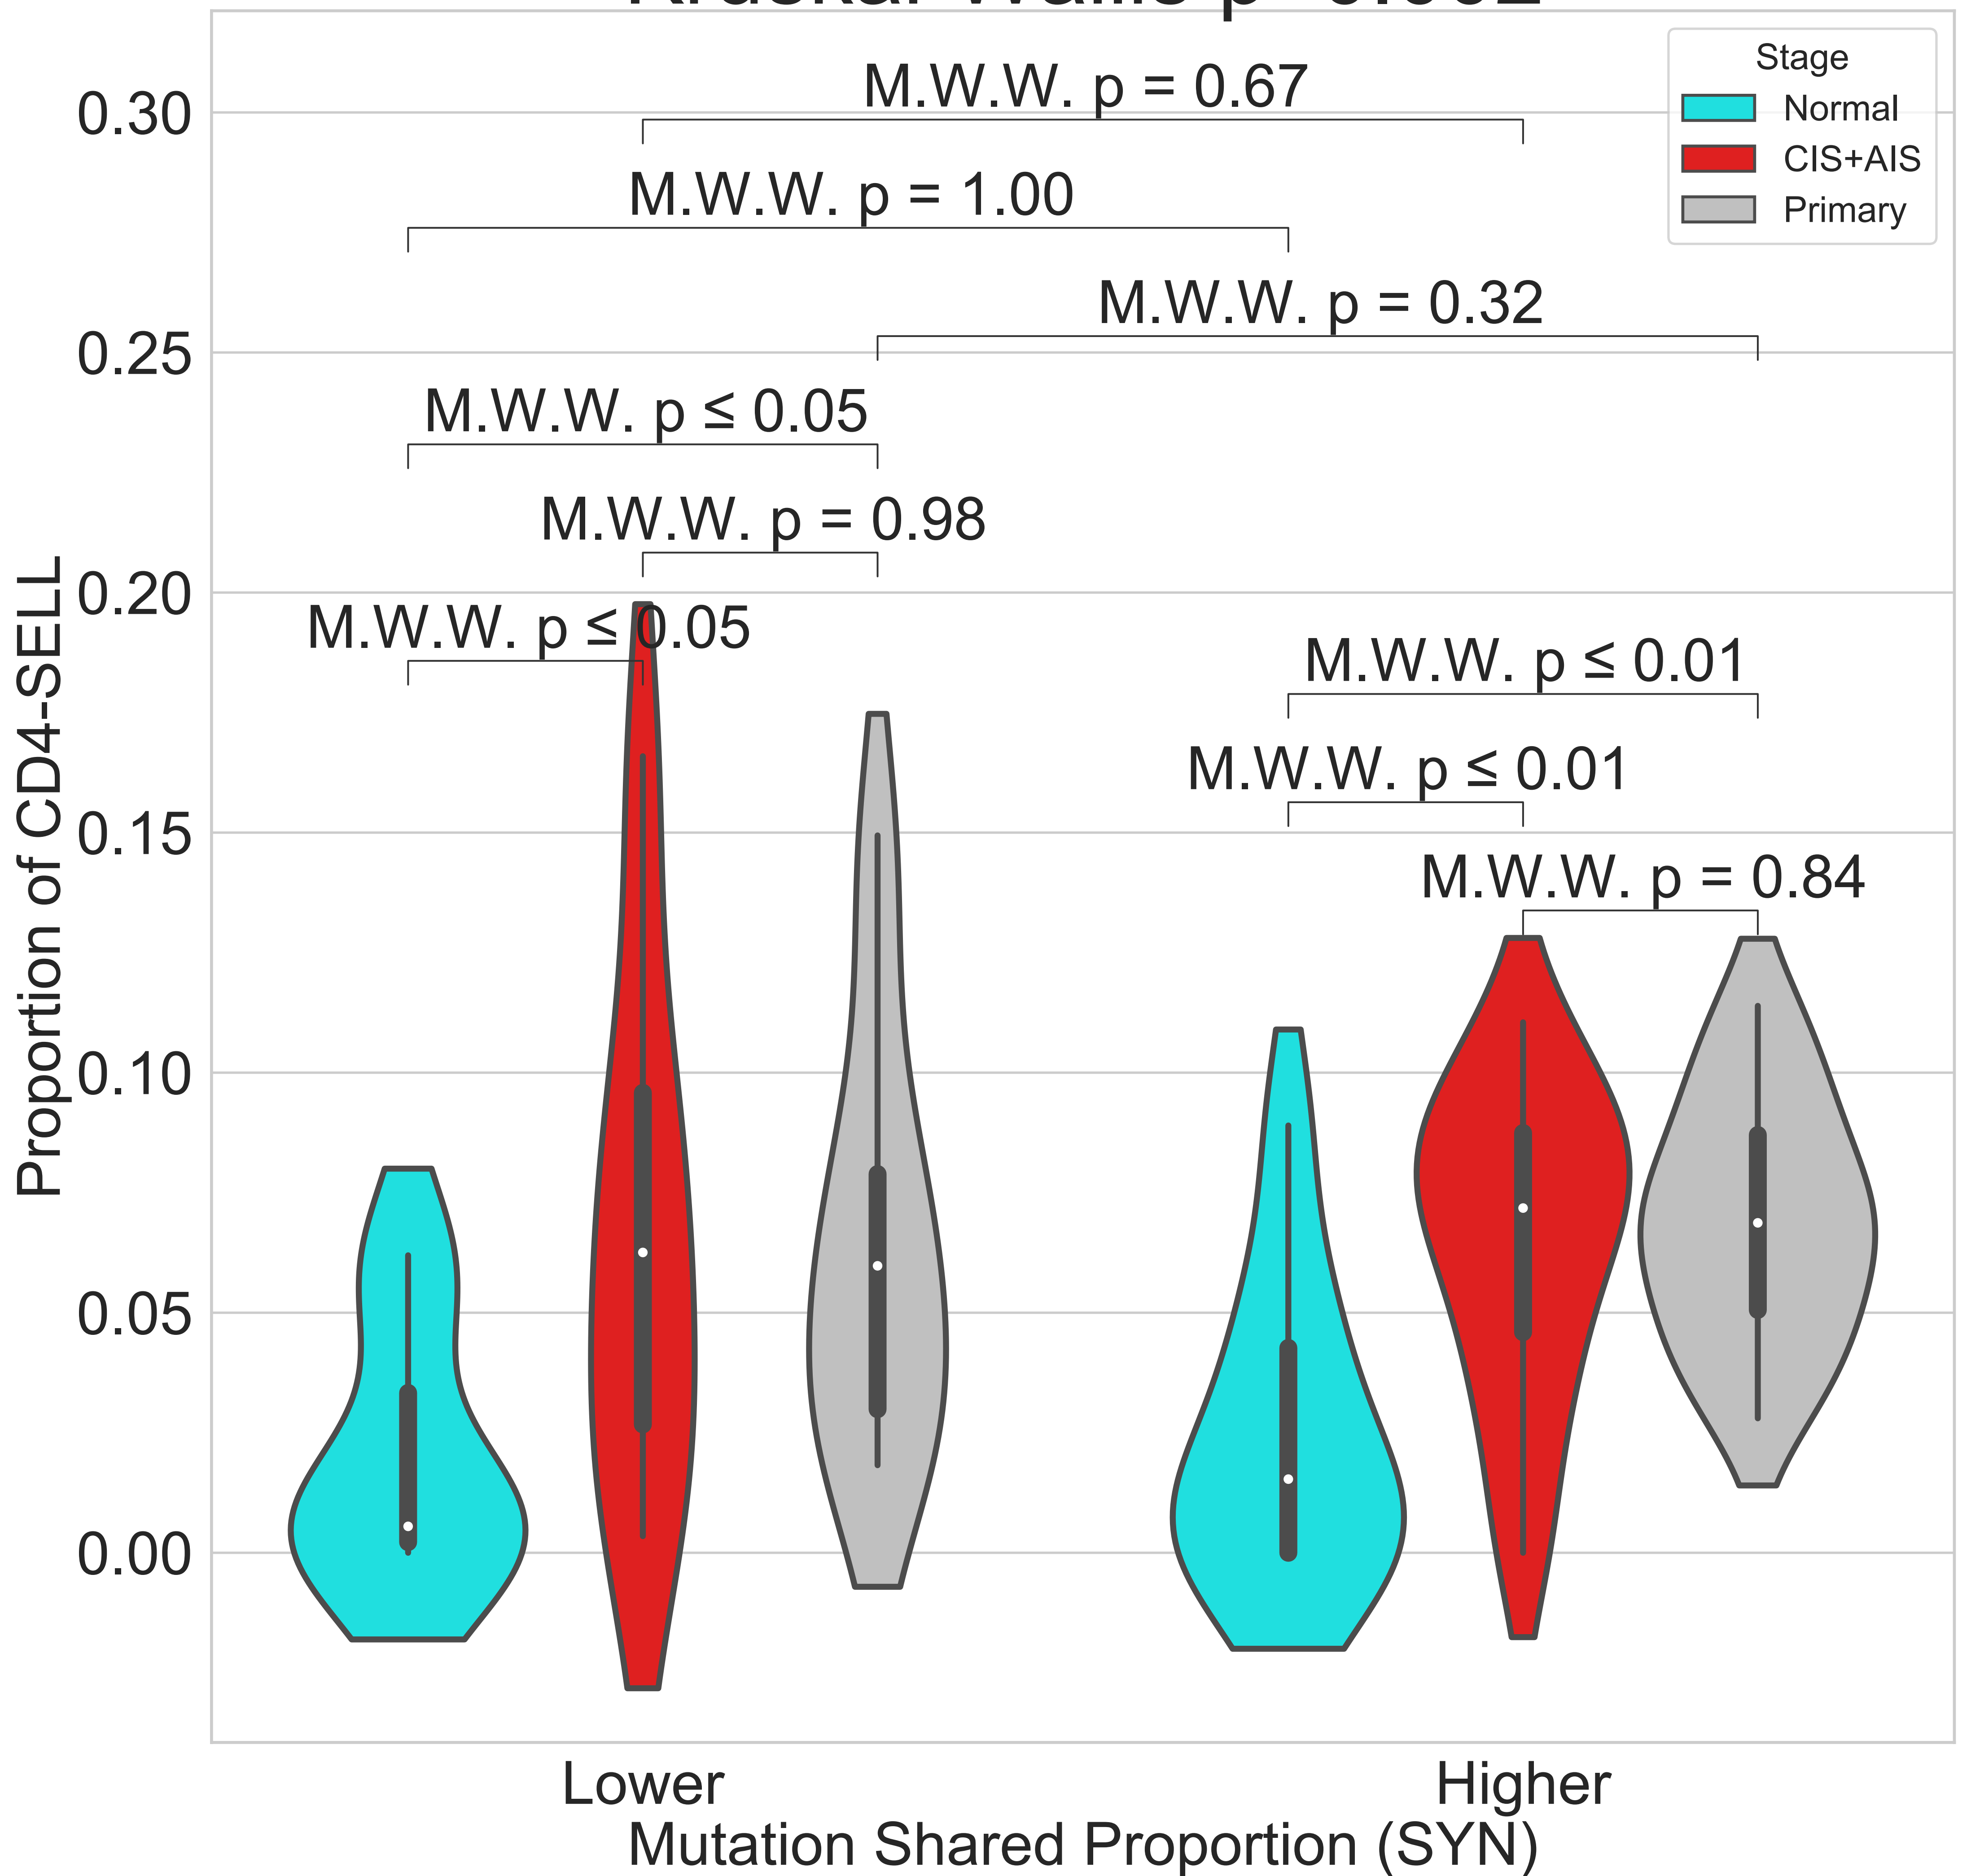 Stage
Normal
CIS+AIS
Primary
M.W.W. p = 0.67
M.W.W. p = 1.00
M.W.W. p = 0.32
M.W.W. p ≤ 0.05
M.W.W. p = 0.98
M.W.W. p ≤ 0.05
M.W.W. p ≤ 0.01
M.W.W. p ≤ 0.01
M.W.W. p = 0.84
0.30
0.25
0.20
0.15
0.10
0.05
0.00
Proportion of CD4-SELL
Lower
Higher
Mutation Shared Proportion (SYN)